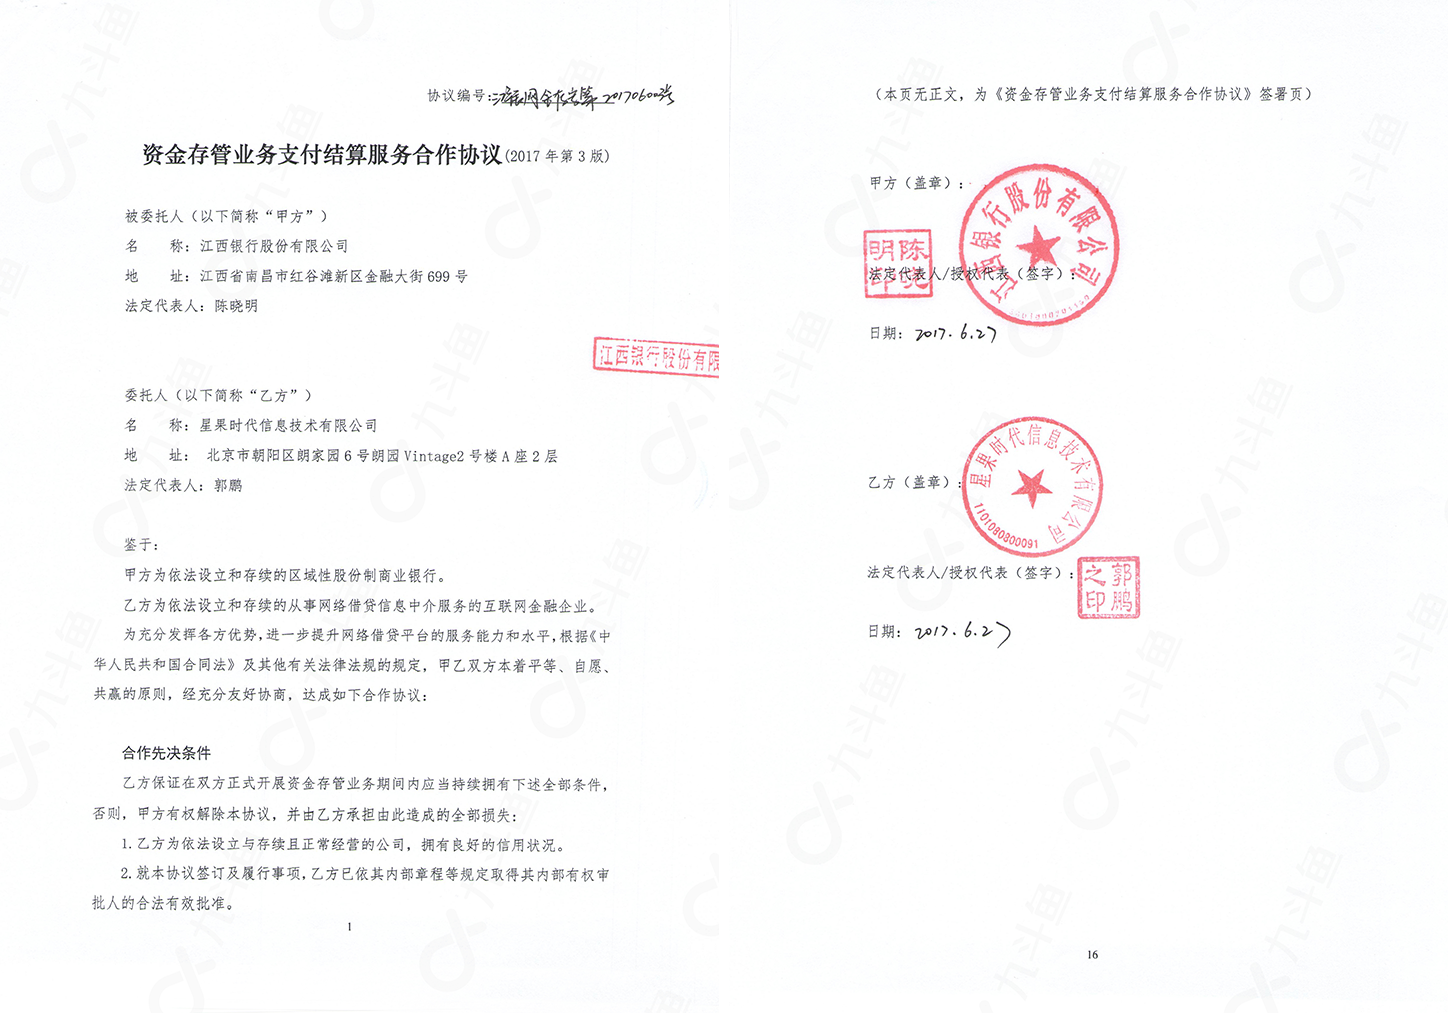 协议编号:江银网金存管第201706003号
资金存管业务支付结算服务合作协议(2017 年第 3 版)
被委托人（以下简称“甲方”）
名　　称：江西银行股份有限公司
地　　址：江西省南昌市红谷滩新区金融大街 699 号
法定代表人：陈晓明
江西银行股份有限
委托人（以下简称“乙方”）
名　　称：星果时代信息技术有限公司
地　　址： 北京市朝阳区朗家园 6 号朗园 Vintage2 号楼 A 座 2 层
法定代表人：郭鹏
鉴于：
甲方为依法设立和存续的区域性股份制商业银行。
乙方为依法设立和存续的从事网络借贷信息中介服务的互联网金融企业。
为充分发挥各方优势,进一步提升网络借贷平台的服务能力和水平,根据《中
华人民共和国合同法》及其他有关法律法规的规定，甲乙双方本着平等、自愿、
共赢的原则，经充分友好协商，达成如下合作协议：
合作先决条件
乙方保证在双方正式开展资金存管业务期间内应当持续拥有下述全部条件，
否则，甲方有权解除本协议，并由乙方承担由此造成的全部损失：
1.乙方为依法设立与存续且正常经营的公司，拥有良好的信用状况。
2.就本协议签订及履行事项,乙方已依其内部章程等规定取得其内部有权审
批人的合法有效批准。
1
（本页无正文，为《资金存管业务支付结算服务合作协议》签署页）
甲方（盖章）：
江西银行股份有限公司
陈晓明印
法定代表人/授权代表（签字）：
日期： 2017.6.27
乙方（盖章）：
星果时代信息技术有限公司
1101080800091
法定代表人/授权代表（签字）：
郭鹏之印
日期： 2017.6.27
16
九斗鱼